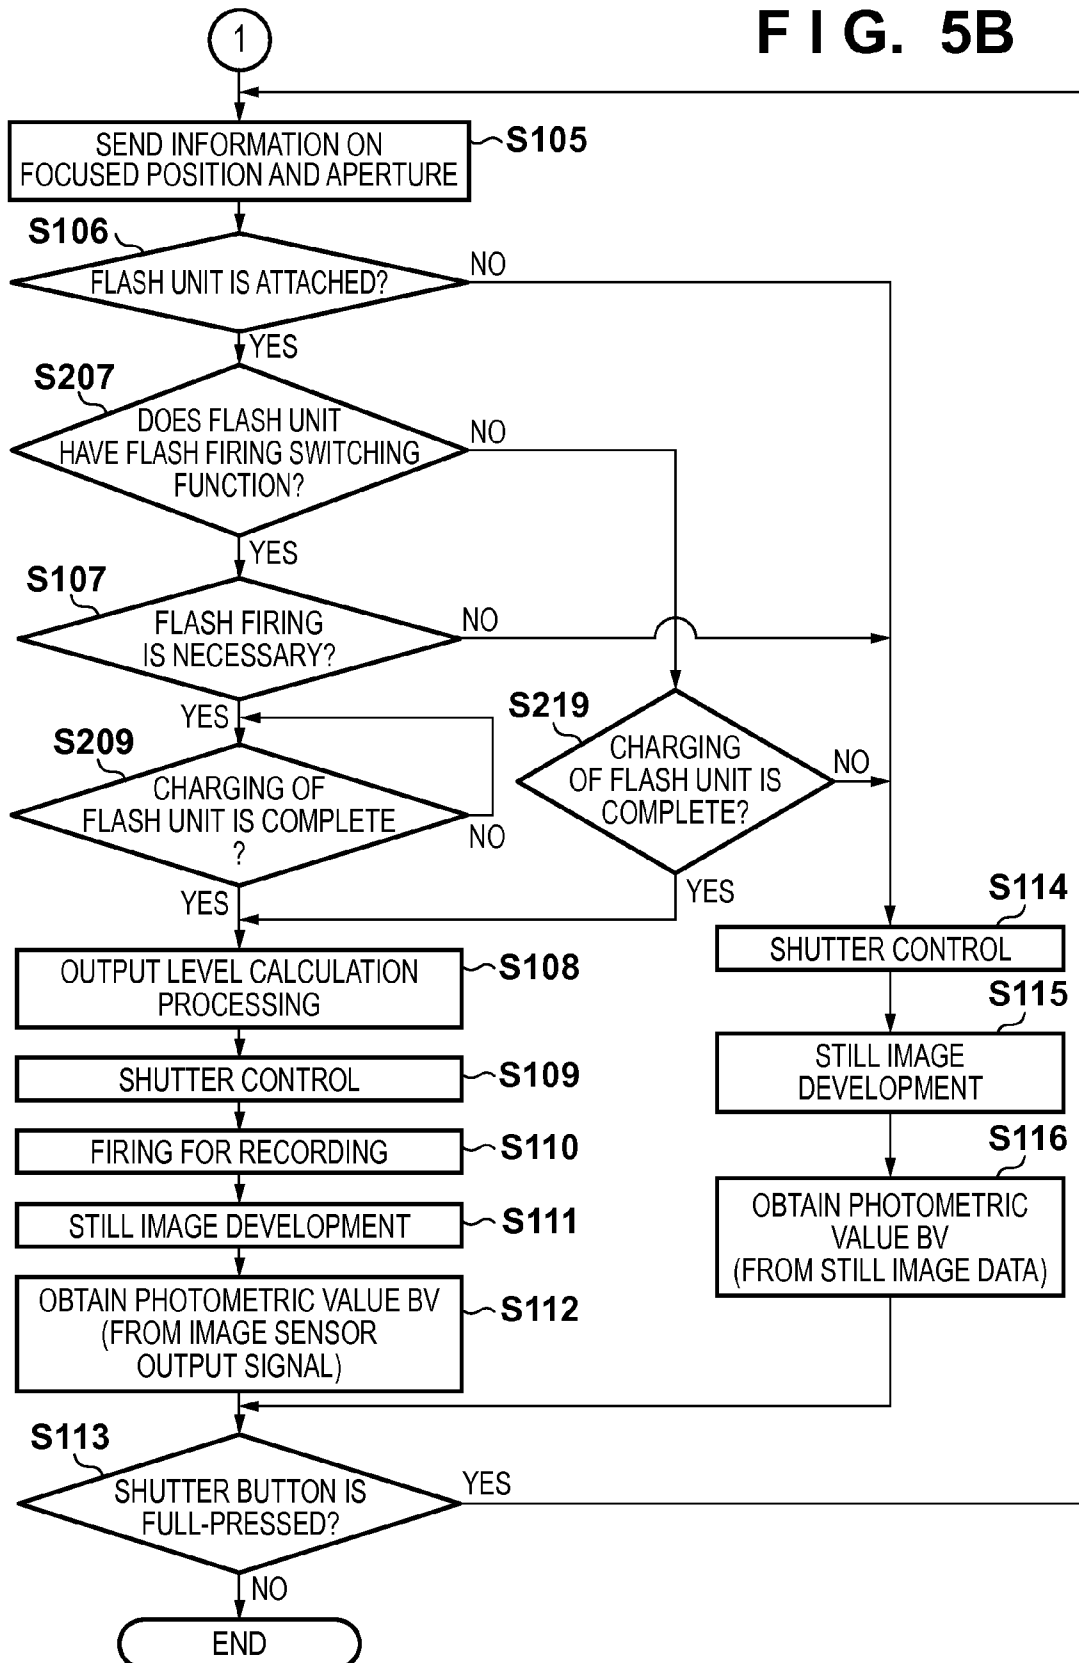 F I G. 5B
1
SEND INFORMATION ON
FOCUSED POSITION AND APERTURE
S105
S106
FLASH UNIT IS ATTACHED?
NO
YES
S207
DOES FLASH UNIT
HAVE FLASH FIRING SWITCHING
FUNCTION?
NO
YES
S107
FLASH FIRING
IS NECESSARY?
NO
YES
S209
CHARGING OF
FLASH UNIT IS COMPLETE
?
NO
YES
S219
CHARGING
OF FLASH UNIT IS
COMPLETE?
NO
YES
OUTPUT LEVEL CALCULATION
PROCESSING
S108
SHUTTER CONTROL
S109
FIRING FOR RECORDING
S110
STILL IMAGE DEVELOPMENT
S111
OBTAIN PHOTOMETRIC VALUE BV
(FROM IMAGE SENSOR
OUTPUT SIGNAL)
S112
S114
SHUTTER CONTROL
S115
STILL IMAGE
DEVELOPMENT
S116
OBTAIN PHOTOMETRIC
VALUE BV
(FROM STILL IMAGE DATA)
S113
SHUTTER BUTTON IS
FULL-PRESSED?
YES
NO
END